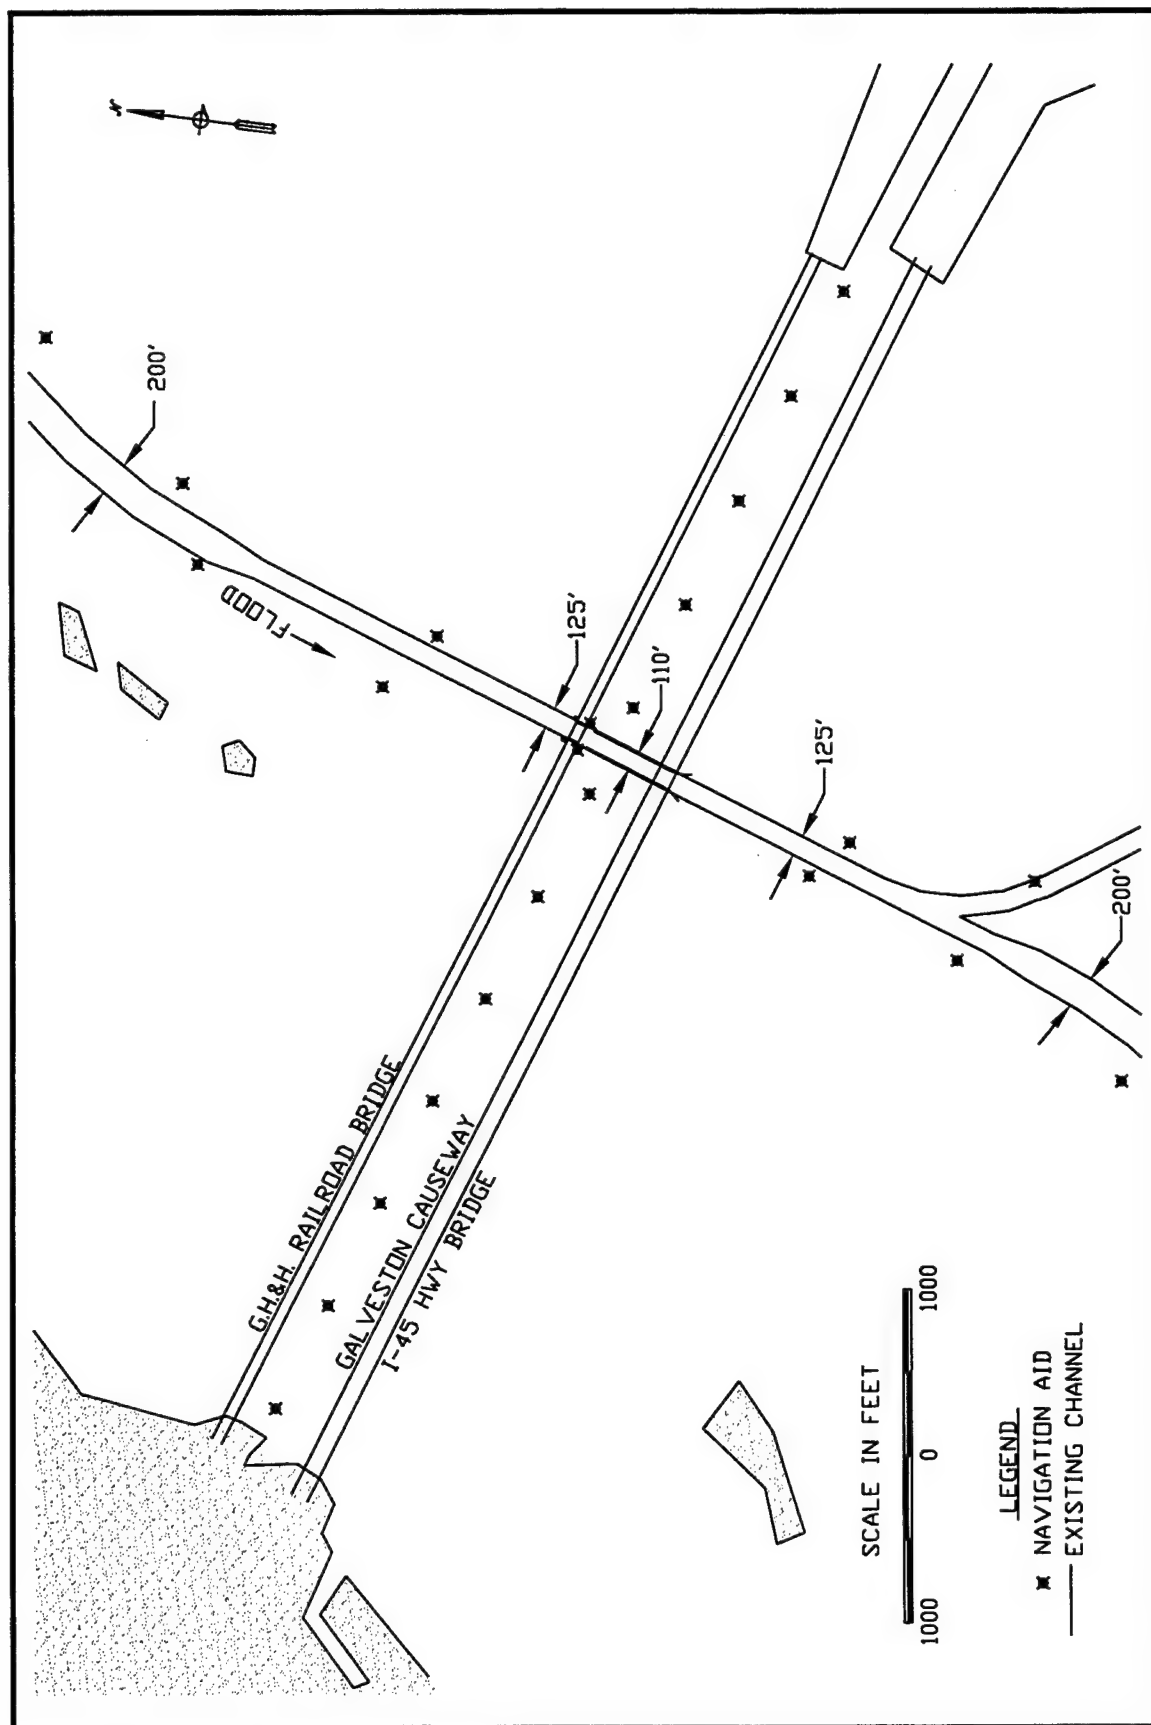 N
200'
FLOOD
125'
110'
G.H.&H. RAILROAD BRIDGE
GALVESTON CAUSEWAY
I-45 HWY BRIDGE
125'
200'
SCALE IN FEET
1000 0 1000
LEGEND
NAVIGATION AID
EXISTING CHANNEL